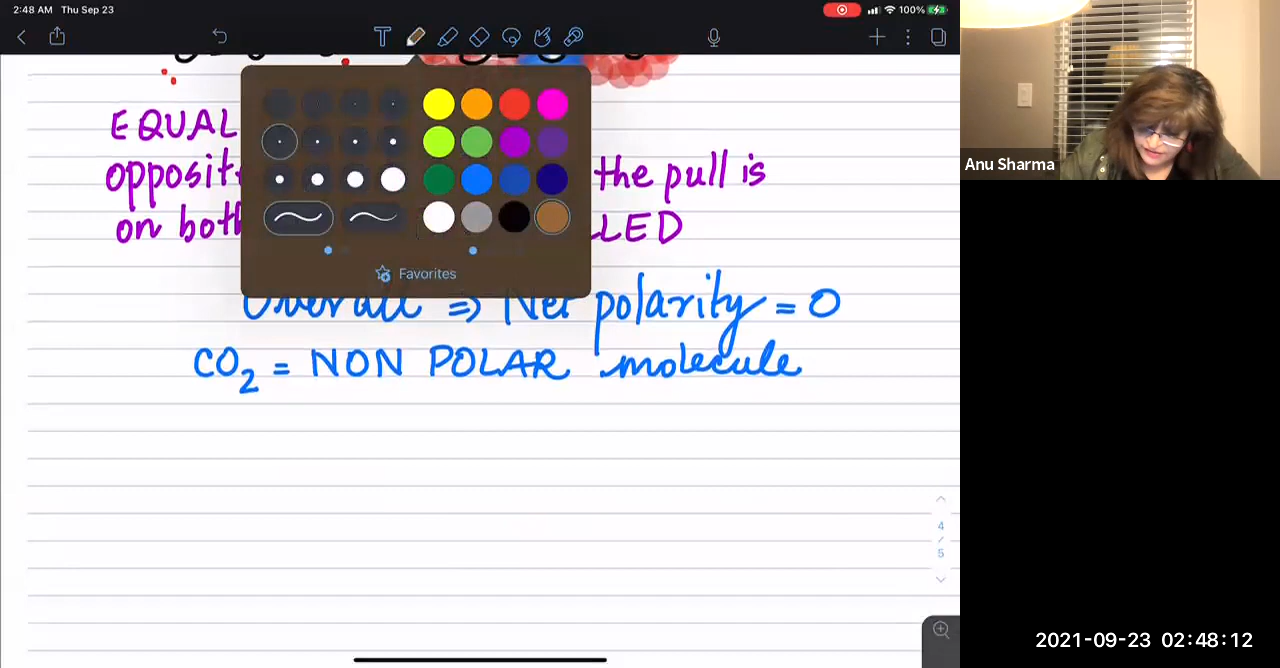 2:48 AM Thu Sep 23
100%
T
EQUAL
the pull is
on both
LLED
Favorites
Overall ⇒ Net polarity = 0
CO2 = NON POLAR molecule
4
/
5
Anu Sharma
2021-09-23 02:48:12